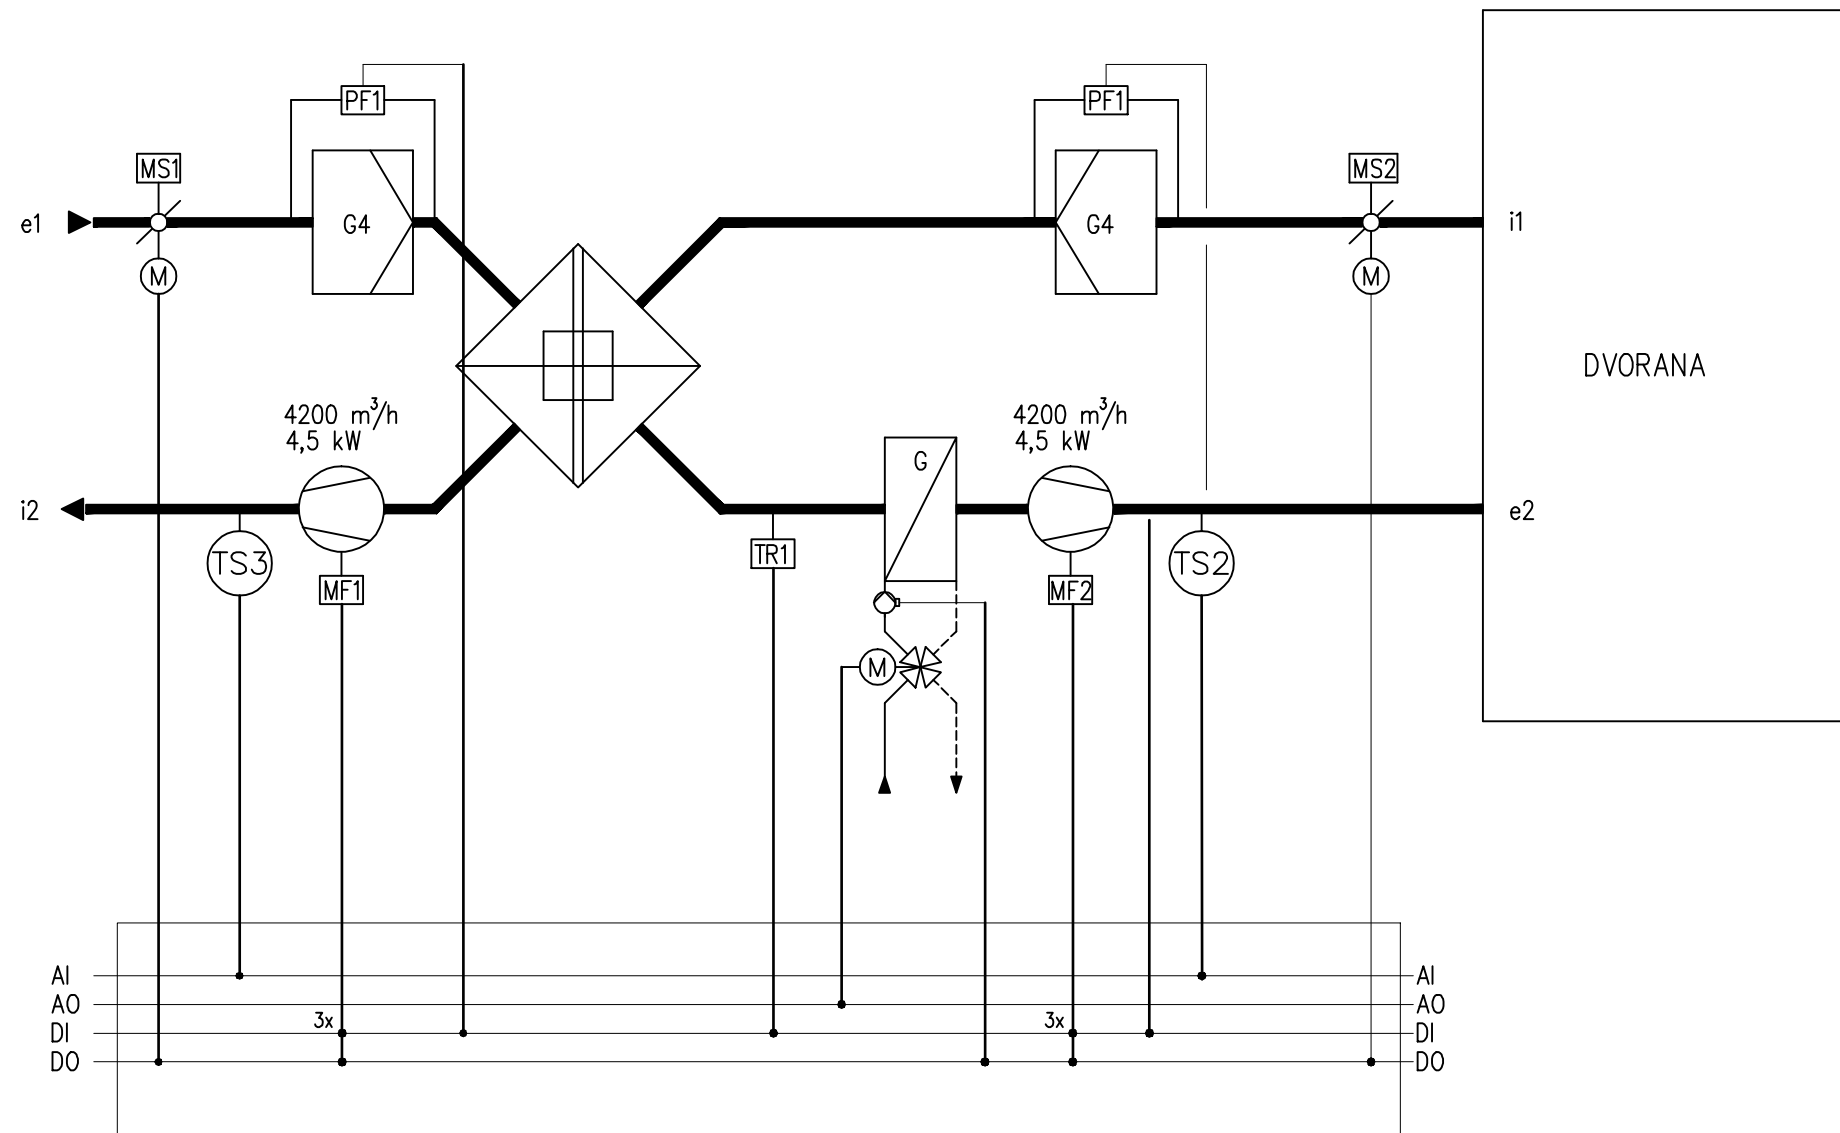 PF1
PF1
MS1
MS2
e1
G4
G4
i1
M
M
DVORANA
4200 m³/h
4,5 kW
4200 m³/h
4,5 kW
G
i2
e2
TS3
TR1
TS2
MF1
MF2
M
AI
AI
AO
AO
3x
3x
DI
DI
DO
DO